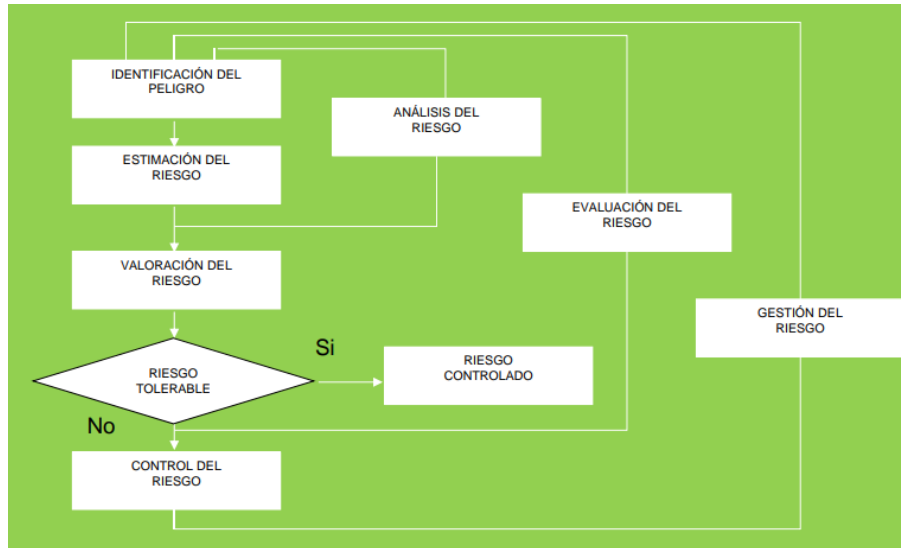 IDENTIFICACIÓN DEL
PELIGRO
ANÁLISIS DEL
RIESGO
ESTIMACIÓN DEL
RIESGO
EVALUACIÓN DEL
RIESGO
VALORACIÓN DEL
RIESGO
GESTIÓN DEL
RIESGO
Si
RIESGO
TOLERABLE
RIESGO
CONTROLADO
No
CONTROL DEL
RIESGO